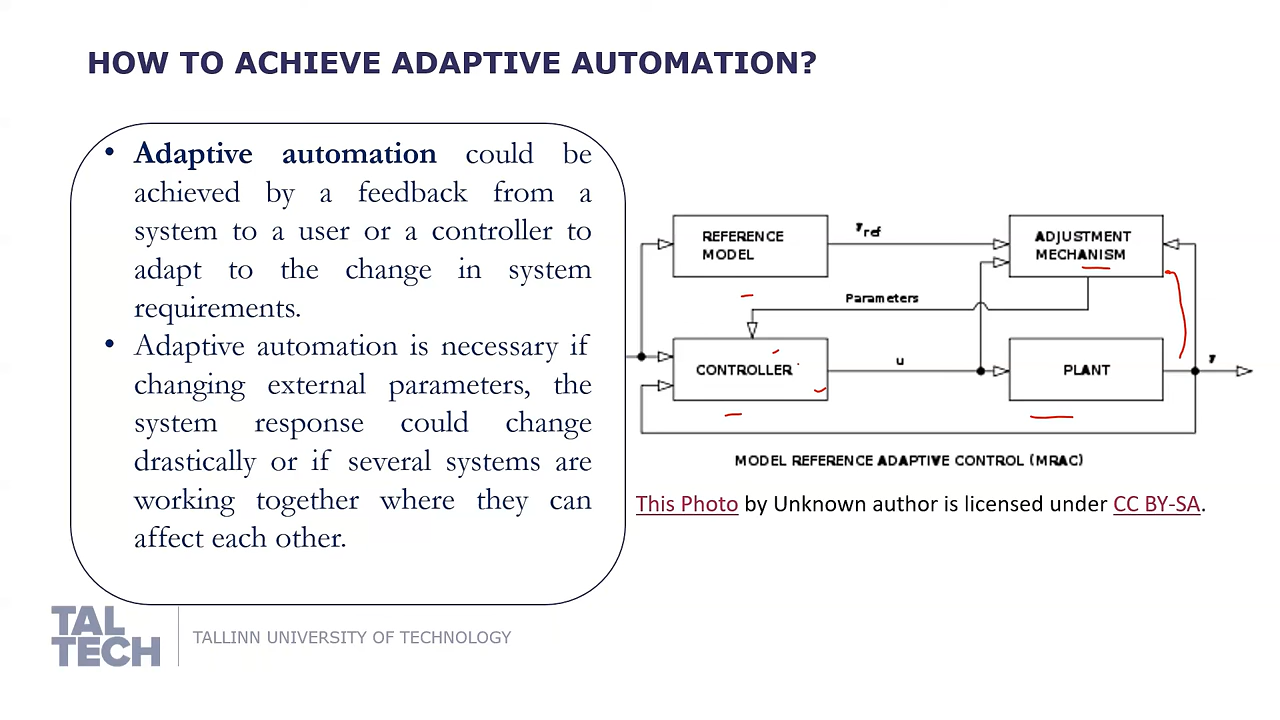 HOW TO ACHIEVE ADAPTIVE AUTOMATION?
• Adaptive automation could be
achieved by a feedback from a
system to a user or a controller to
adapt to the change in system
requirements.
• Adaptive automation is necessary if
changing external parameters, the
system response could change
drastically or if several systems are
working together where they can
affect each other.
REFERENCE
MODEL
yref
ADJUSTMENT
MECHANISM
Parameters
CONTROLLER
u
PLANT
y
MODEL REFERENCE ADAPTIVE CONTROL (MRAC)
This Photo by Unknown author is licensed under CC BY-SA.
TAL
TECH
TALLINN UNIVERSITY OF TECHNOLOGY